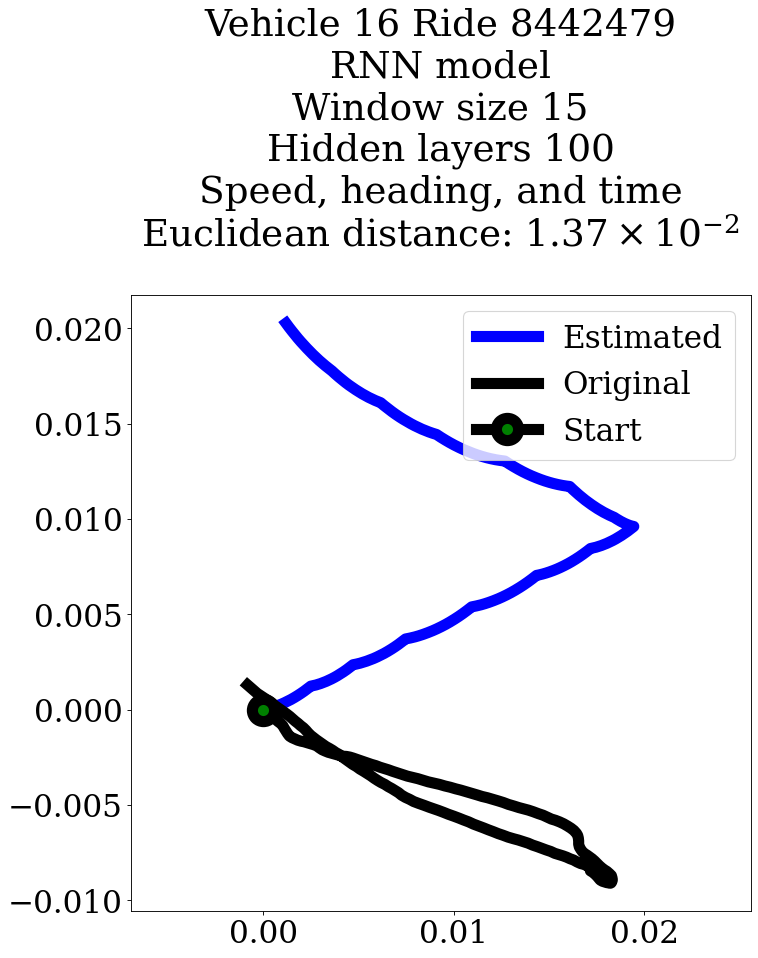 Vehicle 16 Ride 8442479
RNN model
Window size 15
Hidden layers 100
Speed, heading, and time
Euclidean distance: 1.37 × 10⁻²
Estimated
Original
Start
0.020
0.015
0.010
0.005
0.000
−0.005
−0.010
0.00 0.01 0.02